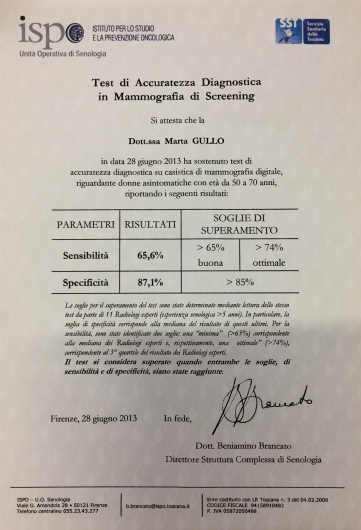 ispo
ISTITUTO PER LO STUDIO
E LA PREVENZIONE ONCOLOGICA
Unità Operativa di Senologia
SST
Servizio
Sanitario
della
Toscana
Test di Accuratezza Diagnostica
in Mammografia di Screening
Si attesta che la
Dott.ssa Marta GULLO
in data 28 giugno 2013 ha sostenuto test di
accuratezza diagnostica su casistica di mammografia digitale,
riguardante donne asintomatiche con età da 50 a 70 anni,
riportando i seguenti risultati:
PARAMETRI RISULTATI SOGLIE DI
SUPERAMENTO
Sensibilità 65,6% > 65% > 74%
buona ottimale
Specificità 87,1% > 85%
Le soglie per il superamento del test sono state determinate mediante lettura dello stesso
test da parte di 11 Radiologi esperti (esperienza senologica >5 anni). In particolare, la
soglia di specificità corrisponde alla mediana del risultato di questi ultimi. Per la
sensibilità, sono state identificate due soglie: una "minima" (>65%) corrispondente
alla mediana dei Radiologi esperti e, rispettivamente, una ottimale" (>74%),
corrispondente al 3° quartile dei risultati dei Radiologi esperti.
Il test si considera superato quando entrambe le soglie, di
sensibilità e di specificità, siano state raggiunte.
Firenze, 28 giugno 2013 In fede,
B Brancato
Dott. Beniamino Brancato
Direttore Struttura Complessa di Senologia
ISPO – U.O. Senologia
Viale G. Amendola 28 • 50121 Firenze
Telefono centralino 055.23.43.277
b.brancato@ispo.toscana.it
Ente costituito con LR Toscana n. 3 del 04.02.2008
CODICE FISCALE 94158910482
P. IVA 05872050488